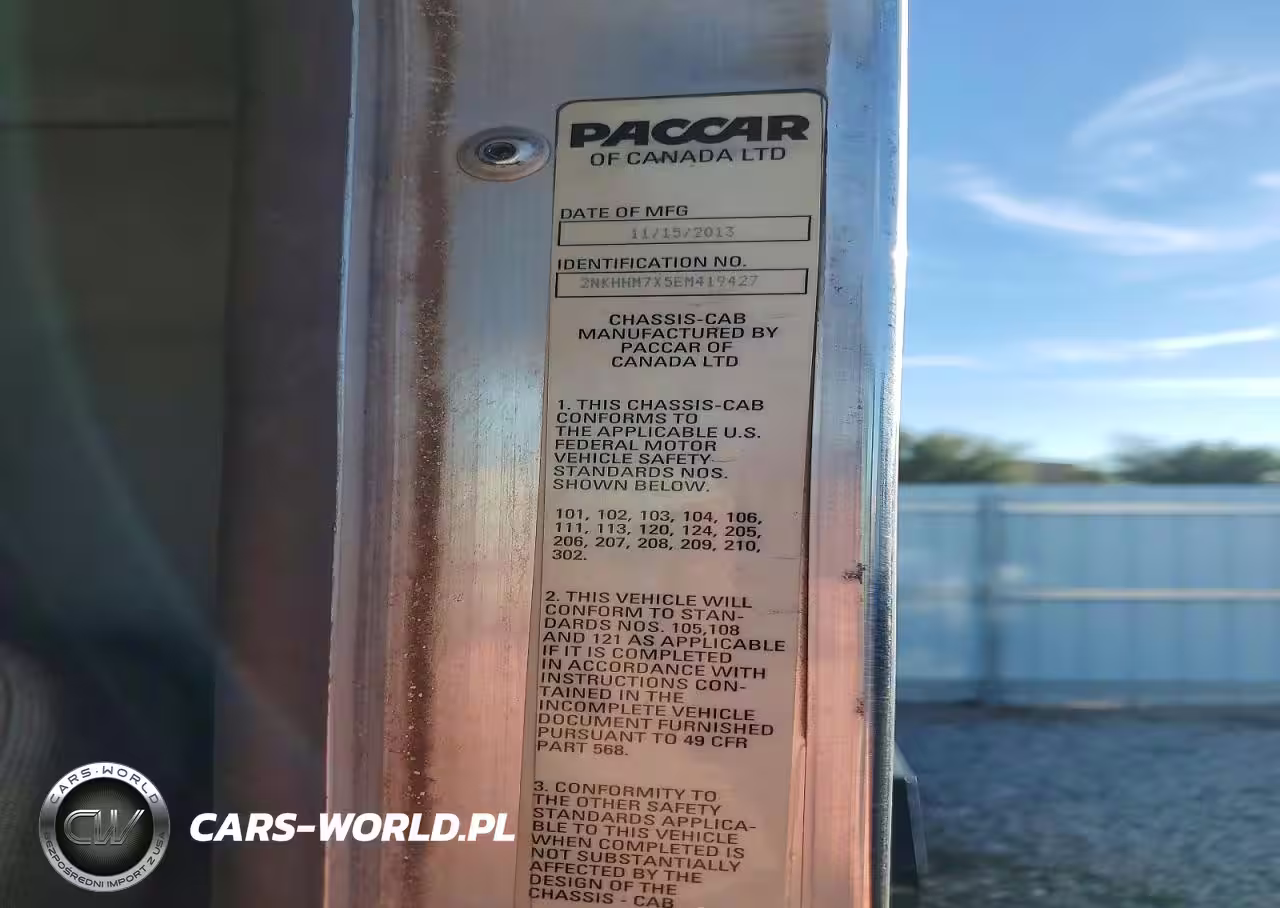 PACCAR
OF CANADA LTD
DATE OF MFG
11/15/2013
IDENTIFICATION NO.
2NKHHM7X5EM419427
CHASSIS-CAB
MANUFACTURED BY
PACCAR OF
CANADA LTD
1. THIS CHASSIS-CAB
CONFORMS TO
THE APPLICABLE U.S.
FEDERAL MOTOR
VEHICLE SAFETY
STANDARDS NOS.
SHOWN BELOW.
101, 102, 103, 104, 106,
111, 113, 120, 124, 205,
206, 207, 208, 209, 210,
302.
2. THIS VEHICLE WILL
CONFORM TO STAN-
DARDS NOS. 105,108
AND 121 AS APPLICABLE
IF IT IS COMPLETED
IN ACCORDANCE WITH
INSTRUCTIONS CON-
TAINED IN THE
INCOMPLETE VEHICLE
DOCUMENT FURNISHED
PURSUANT TO 49 CFR
PART 568.
3. CONFORMITY TO
THE OTHER SAFETY
STANDARDS APPLICA-
BLE TO THIS VEHICLE
WHEN COMPLETED IS
NOT SUBSTANTIALLY
AFFECTED BY THE
DESIGN OF THE
CHASSIS - CAB
CARS-WORLD
CW
BEZPOŚREDNI IMPORT Z USA
CARS-WORLD.PL